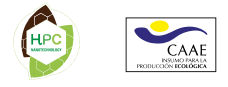 HPC
NANOTECHNOLOGY
CAAE
INSUMO PARA LA
PRODUCCIÓN ECOLÓGICA